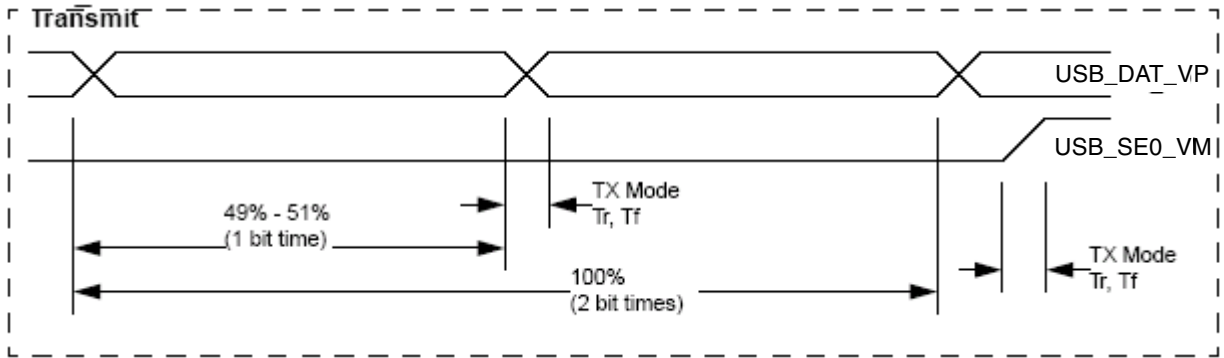 Transmit
USB_DAT_VP
USB_SE0_VM
TX Mode
Tr, Tf
49% - 51%
(1 bit time)
TX Mode
Tr, Tf
100%
(2 bit times)